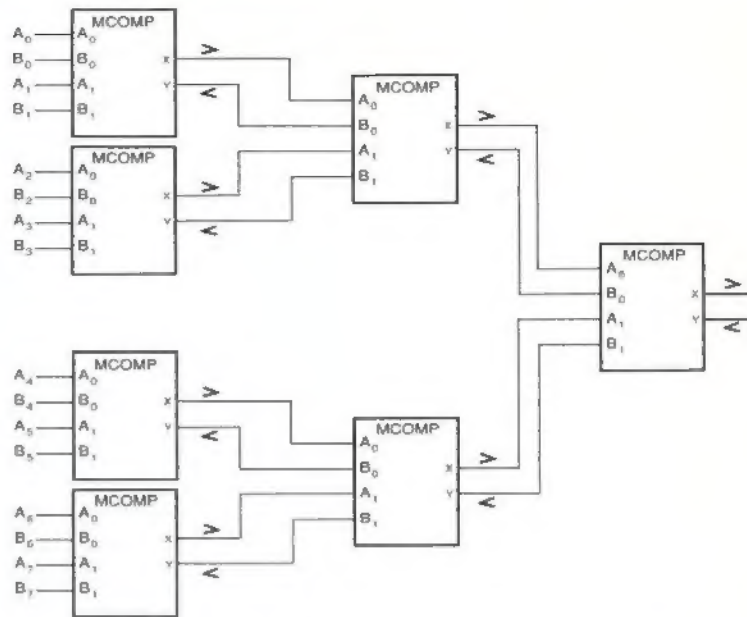 MCOMP
A₀ A₀
B₀ B₀ X >
A₁ A₁ Y <
B₁ B₁
MCOMP
A₂ A₀
B₂ B₀ X >
A₃ A₁ Y <
B₃ B₁
MCOMP
A₀
B₀ X >
A₁ Y <
B₁
MCOMP
A₀
B₀ X >
A₁ Y <
B₁
MCOMP
A₄ A₀
B₄ B₀ X >
A₅ A₁ Y <
B₅ B₁
MCOMP
A₆ A₀
B₆ B₀ X >
A₇ A₁ Y <
B₇ B₁
MCOMP
A₀
B₀ X >
A₁ Y <
B₁